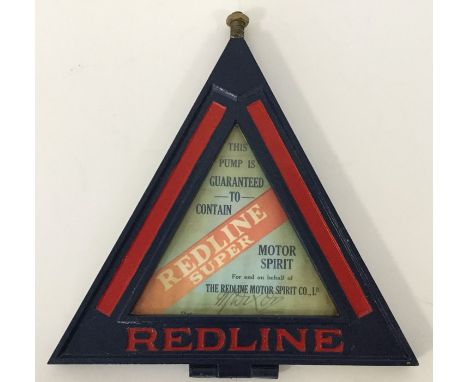 THIS
PUMP IS
GUARANTEED
—TO—
CONTAIN
REDLINE
SUPER
MOTOR
SPIRIT
For and on behalf of
THE REDLINE MOTOR SPIRIT CO., Lᵈ
REDLINE